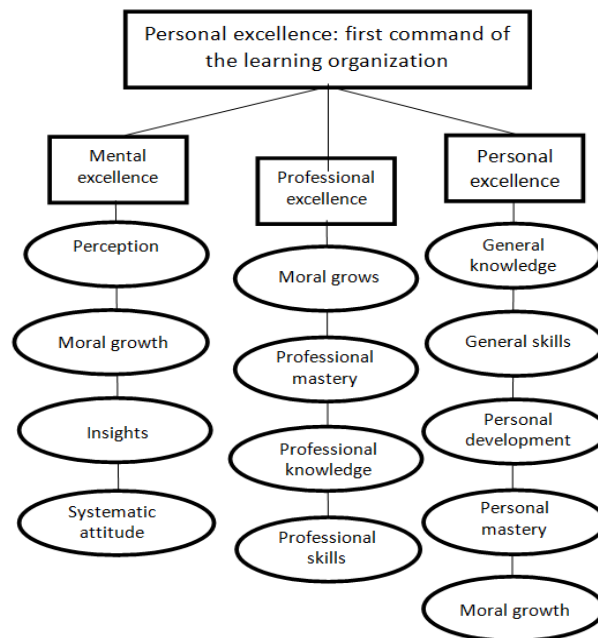 Personal excellence: first command of
the learning organization
Mental
excellence
Perception
Moral growth
Insights
Systematic
attitude
Professional
excellence
Moral grows
Professional
mastery
Professional
knowledge
Professional
skills
Personal
excellence
General
knowledge
General skills
Personal
development
Personal
mastery
Moral growth